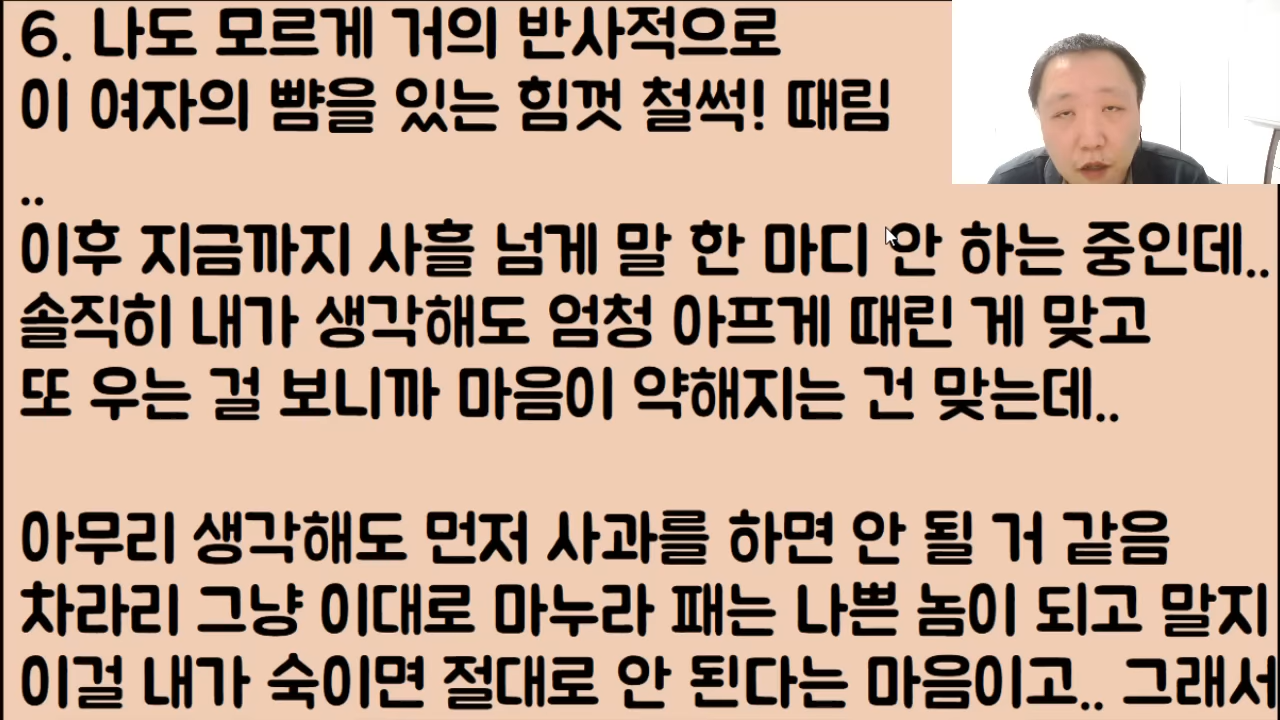 6. 나도 모르게 거의 반사적으로
이 여자의 뺨을 있는 힘껏 철썩! 때림
..
이후 지금까지 사흘 넘게 말 한 마디 안 하는 중인데..
솔직히 내가 생각해도 엄청 아프게 때린 게 맞고
또 우는 걸 보니까 마음이 약해지는 건 맞는데..
아무리 생각해도 먼저 사과를 하면 안 될 거 같음
차라리 그냥 이대로 마누라 패는 나쁜 놈이 되고 말지
이걸 내가 숙이면 절대로 안 된다는 마음이고.. 그래서